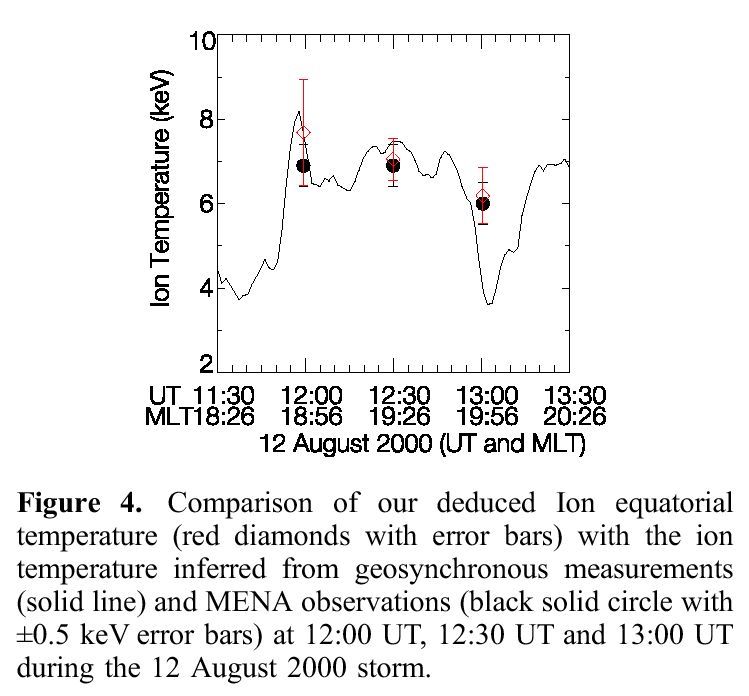 10
8
6
4
2
Ion Temperature (keV)
UT 11:30 12:00 12:30 13:00 13:30
MLT18:26 18:56 19:26 19:56 20:26
12 August 2000 (UT and MLT)
Figure 4. Comparison of our deduced Ion equatorial
temperature (red diamonds with error bars) with the ion
temperature inferred from geosynchronous measurements
(solid line) and MENA observations (black solid circle with
±0.5 keV error bars) at 12:00 UT, 12:30 UT and 13:00 UT
during the 12 August 2000 storm.